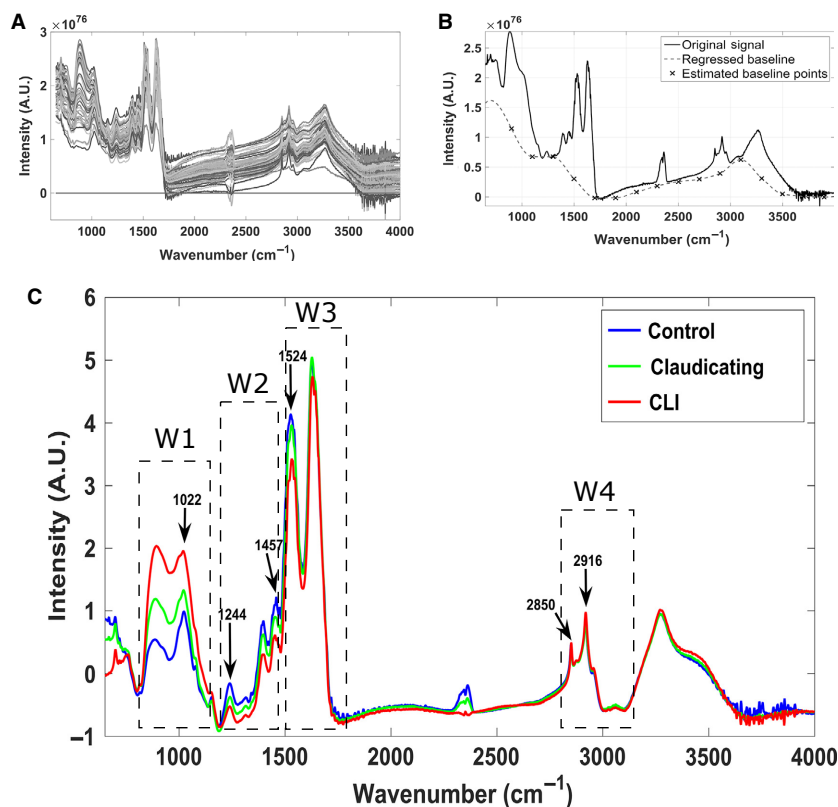 A
3 ×10^76
2
1
0
Intensity (A.U.)
1000 1500 2000 2500 3000 3500 4000
Wavenumber (cm−1)
B
×10^76
2.5
2
1.5
1
0.5
0
Intensity (A.U.)
Original signal
Regressed baseline
Estimated baseline points
1000 1500 2000 2500 3000 3500
Wavenumber (cm−1)
C
6
5
4
3
2
1
0
−1
Intensity (A.U.)
W1
W2
W3
W4
1022
1244
1457
1524
2850
2916
Control
Claudicating
CLI
1000 1500 2000 2500 3000 3500 4000
Wavenumber (cm−1)